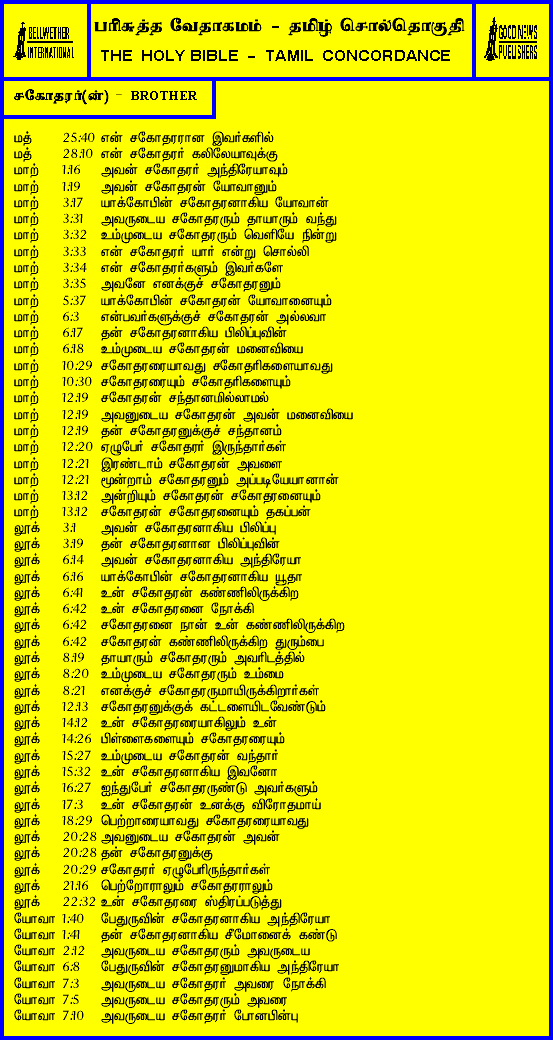 BELLWETHER
INTERNATIONAL
பரிசுத்த வேதாகமம் - தமிழ் சொல்தொகுதி
THE HOLY BIBLE - TAMIL CONCORDANCE
GOOD NEWS
PUBLISHERS
சகோதரர்(ன்) - BROTHER
மத் 25:40 என் சகோதரரான இவர்களில்
மத் 28:10 என் சகோதரர் கலிலேயாவுக்கு
மாற் 1:16 அவன் சகோதரர் அந்திரேயாவும்
மாற் 1:19 அவன் சகோதரன் யோவானும்
மாற் 3:17 யாக்கோபின் சகோதரனாகிய யோவான்
மாற் 3:31 அவருடைய சகோதரரும் தாயாரும் வந்து
மாற் 3:32 உம்முடைய சகோதரரும் வெளியே நின்று
மாற் 3:33 என் சகோதரர் யார் என்று சொல்லி
மாற் 3:34 என் சகோதரர்களும் இவர்களே
மாற் 3:35 அவனே எனக்குச் சகோதரனும்
மாற் 5:37 யாக்கோபின் சகோதரன் யோவானையும்
மாற் 6:3 என்பவர்களுக்குச் சகோதரன் அல்லவா
மாற் 6:17 தன் சகோதரனாகிய பிலிப்புவின்
மாற் 6:18 உம்முடைய சகோதரன் மனைவியை
மாற் 10:29 சகோதரரையாவது சகோதரிகளையாவது
மாற் 10:30 சகோதரரையும் சகோதரிகளையும்
மாற் 12:19 சகோதரன் சந்தானமில்லாமல்
மாற் 12:19 அவனுடைய சகோதரன் அவன் மனைவியை
மாற் 12:19 தன் சகோதரனுக்குச் சந்தானம்
மாற் 12:20 ஏழுபேர் சகோதரர் இருந்தார்கள்
மாற் 12:21 இரண்டாம் சகோதரன் அவளை
மாற் 12:21 மூன்றாம் சகோதரனும் அப்படியேயானான்
மாற் 13:12 அன்றியும் சகோதரன் சகோதரனையும்
மாற் 13:12 சகோதரன் சகோதரனையும் தகப்பன்
லூக் 3:1 அவன் சகோதரனாகிய பிலிப்பு
லூக் 3:19 தன் சகோதரனான பிலிப்புவின்
லூக் 6:14 அவன் சகோதரனாகிய அந்திரேயா
லூக் 6:16 யாக்கோபின் சகோதரனாகிய யூதா
லூக் 6:41 உன் சகோதரன் கண்ணிலிருக்கிற
லூக் 6:42 உன் சகோதரனை நோக்கி
லூக் 6:42 சகோதரனை நான் உன் கண்ணிலிருக்கிற
லூக் 6:42 சகோதரன் கண்ணிலிருக்கிற துரும்பை
லூக் 8:19 தாயாரும் சகோதரரும் அவரிடத்தில்
லூக் 8:20 உம்முடைய சகோதரரும் உம்மை
லூக் 8:21 எனக்குச் சகோதரருமாயிருக்கிறார்கள்
லூக் 12:13 சகோதரனுக்குக் கட்டளையிடவேண்டும்
லூக் 14:12 உன் சகோதரரையாகிலும் உன்
லூக் 14:26 பிள்ளைகளையும் சகோதரரையும்
லூக் 15:27 உம்முடைய சகோதரன் வந்தார்
லூக் 15:32 உன் சகோதரனாகிய இவனோ
லூக் 16:27 ஐந்துபேர் சகோதரருண்டு அவர்களும்
லூக் 17:3 உன் சகோதரன் உனக்கு விரோதமாய்
லூக் 18:29 பெற்றாரையாவது சகோதரரையாவது
லூக் 20:28 அவனுடைய சகோதரன் அவன்
லூக் 20:28 தன் சகோதரனுக்கு
லூக் 20:29 சகோதரர் ஏழுபேரிருந்தார்கள்
லூக் 21:16 பெற்றோராலும் சகோதரராலும்
லூக் 22:32 உன் சகோதரரை ஸ்திரப்படுத்து
யோவா 1:40 பேதுருவின் சகோதரனாகிய அந்திரேயா
யோவா 1:41 தன் சகோதரனாகிய சீமோனைக் கண்டு
யோவா 2:12 அவருடைய சகோதரரும் அவருடைய
யோவா 6:8 பேதுருவின் சகோதரனுமாகிய அந்திரேயா
யோவா 7:3 அவருடைய சகோதரர் அவரை நோக்கி
யோவா 7:5 அவருடைய சகோதரரும் அவரை
யோவா 7:10 அவருடைய சகோதரர் போனபின்பு